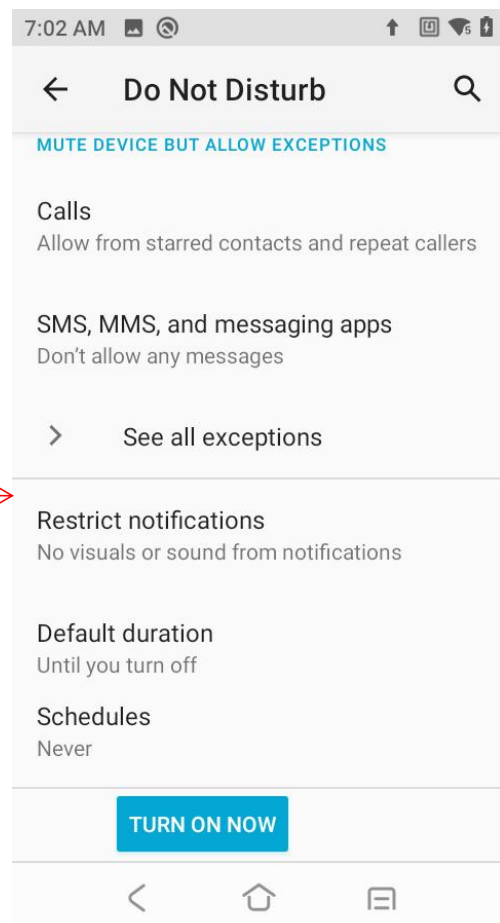 7:02 AM
5
Do Not Disturb
MUTE DEVICE BUT ALLOW EXCEPTIONS
Calls
Allow from starred contacts and repeat callers
SMS, MMS, and messaging apps
Don't allow any messages
See all exceptions
Restrict notifications
No visuals or sound from notifications
Default duration
Until you turn off
Schedules
Never
TURN ON NOW